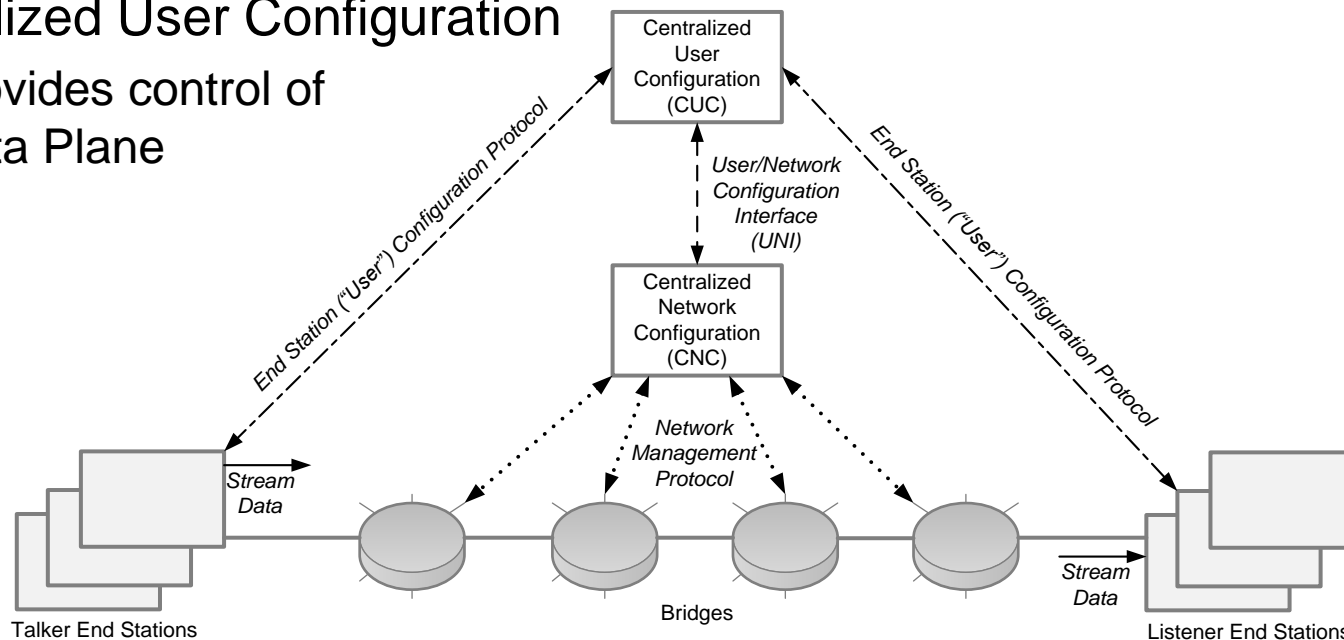 lized User Configuration
ovides control of
ta Plane
Centralized
User
Configuration
(CUC)
End Station (“User”) Configuration Protocol
User/Network
Configuration
Interface
(UNI)
End Station (“User”) Configuration Protocol
Centralized
Network
Configuration
(CNC)
Network
Management
Protocol
Stream
Data
Stream
Data
Bridges
Talker End Stations
Listener End Stations